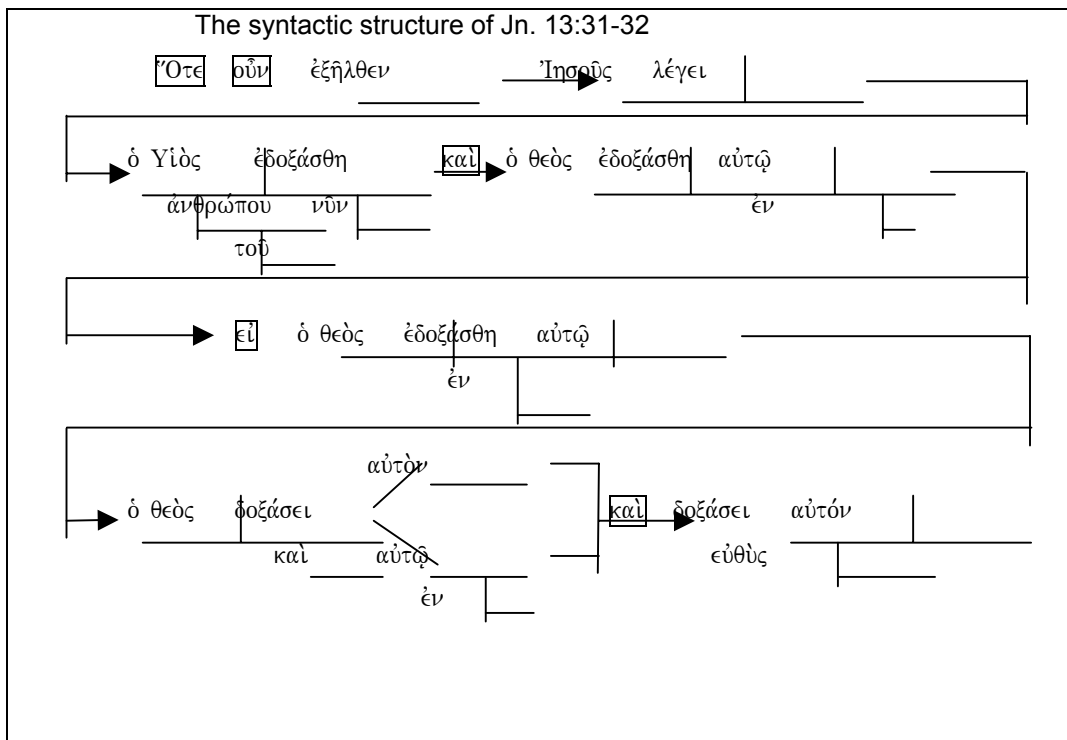 The syntactic structure of Jn. 13:31-32
Ὅτε οὖν ἐξῆλθεν Ἰησοῦς λέγει
ὁ Υἱὸς ἐδοξάσθη καὶ ὁ θεὸς ἐδοξάσθη αὐτῷ
ἀνθρώπου νῦν ἐν
τοῦ
εἰ ὁ θεὸς ἐδοξάσθη αὐτῷ
ἐν
αὐτὸν
ὁ θεὸς δοξάσει καὶ δοξάσει αὐτόν
καὶ αὐτῷ εὐθὺς
ἐν